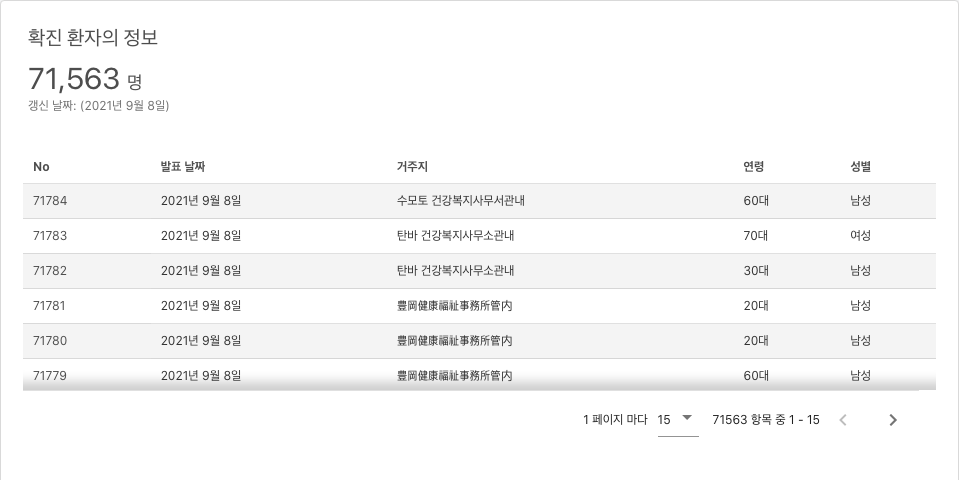 확진 환자의 정보
71,563 명
갱신 날짜: (2021년 9월 8일)
No 발표 날짜 거주지 연령 성별
71784 2021년 9월 8일 수모토 건강복지사무서관내 60대 남성
71783 2021년 9월 8일 탄바 건강복지사무소관내 70대 여성
71782 2021년 9월 8일 탄바 건강복지사무소관내 30대 남성
71781 2021년 9월 8일 豊岡健康福祉事務所管内 20대 남성
71780 2021년 9월 8일 豊岡健康福祉事務所管内 20대 남성
71779 2021년 9월 8일 豊岡健康福祉事務所管内 60대 남성
1 페이지 마다 15 71563 항목 중 1 - 15